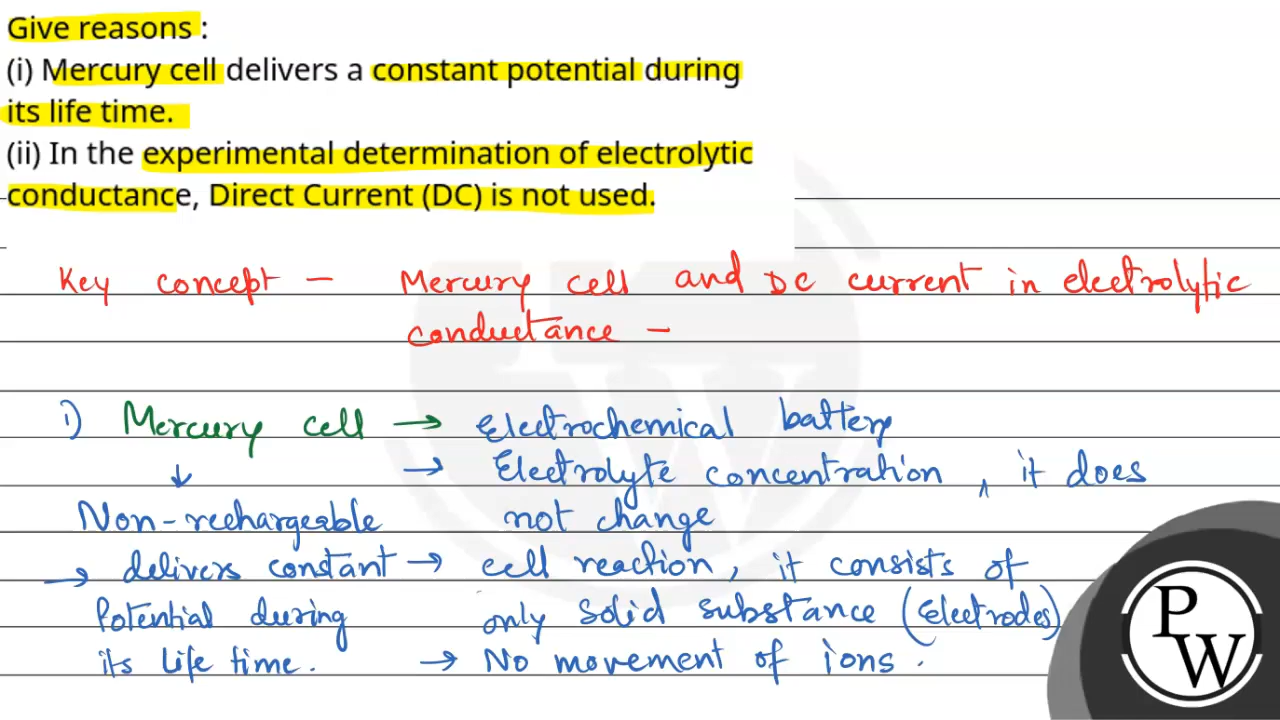 Give reasons :
(i) Mercury cell delivers a constant potential during
its life time.
(ii) In the experimental determination of electrolytic
conductance, Direct Current (DC) is not used.
Key concept – Mercury cell and DC current in electrolytic
conductance –
i) Mercury cell → Electrochemical battery
↓ → Electrolyte concentration , it does
Non-rechargeable not change
→ delivers constant → cell reaction, it consists of
Potential during only solid substance (Electrodes)
its life time. → No movement of ions .
P
W